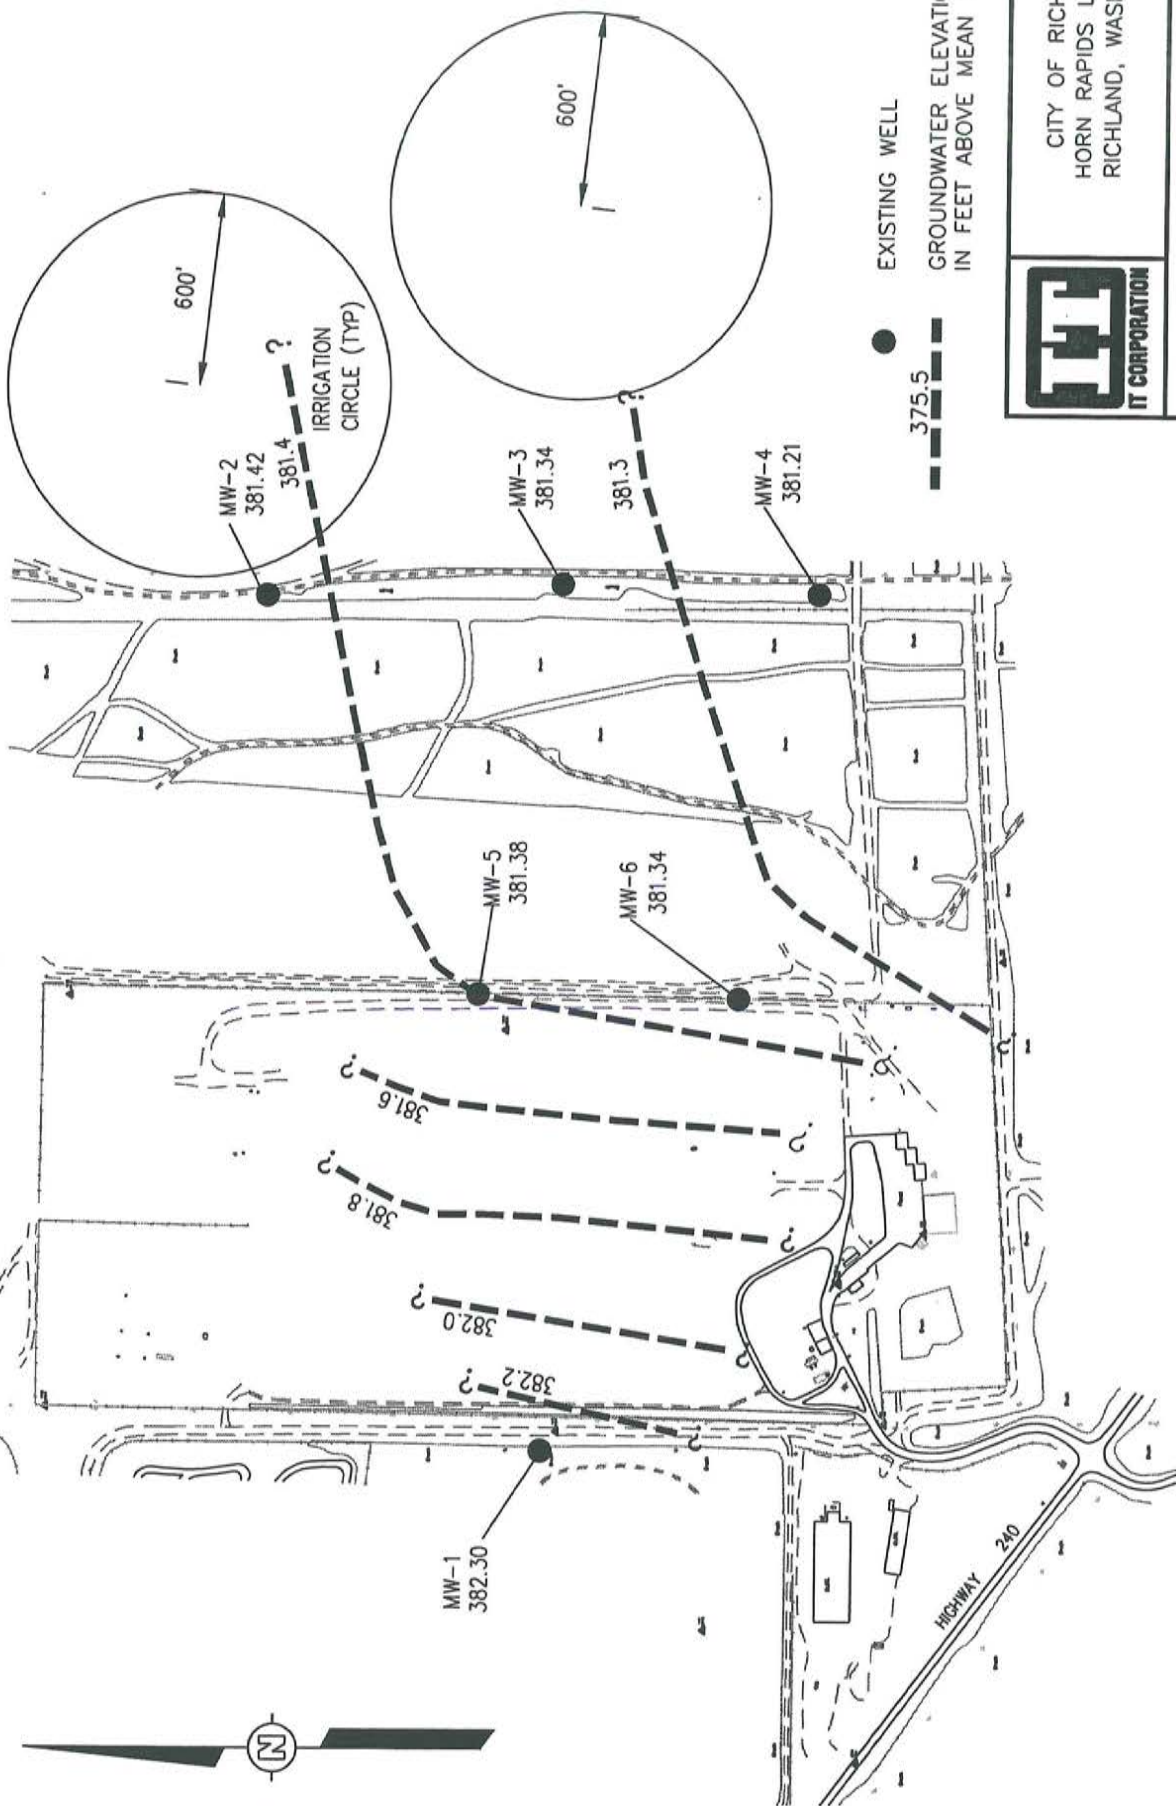 600'
600'
IRRIGATION
CIRCLE (TYP)
?
381.4
MW-2
381.42
MW-3
381.34
?
381.3
MW-4
381.21
MW-5
381.38
MW-6
381.34
?
?
?
381.6
?
?
381.8
?
?
382.0
?
?
382.2
?
MW-1
382.30
HIGHWAY
240
N
EXISTING WELL
375.5
GROUNDWATER ELEVATI
IN FEET ABOVE MEAN
IT CORPORATION
CITY OF RICH
HORN RAPIDS L
RICHLAND, WAS